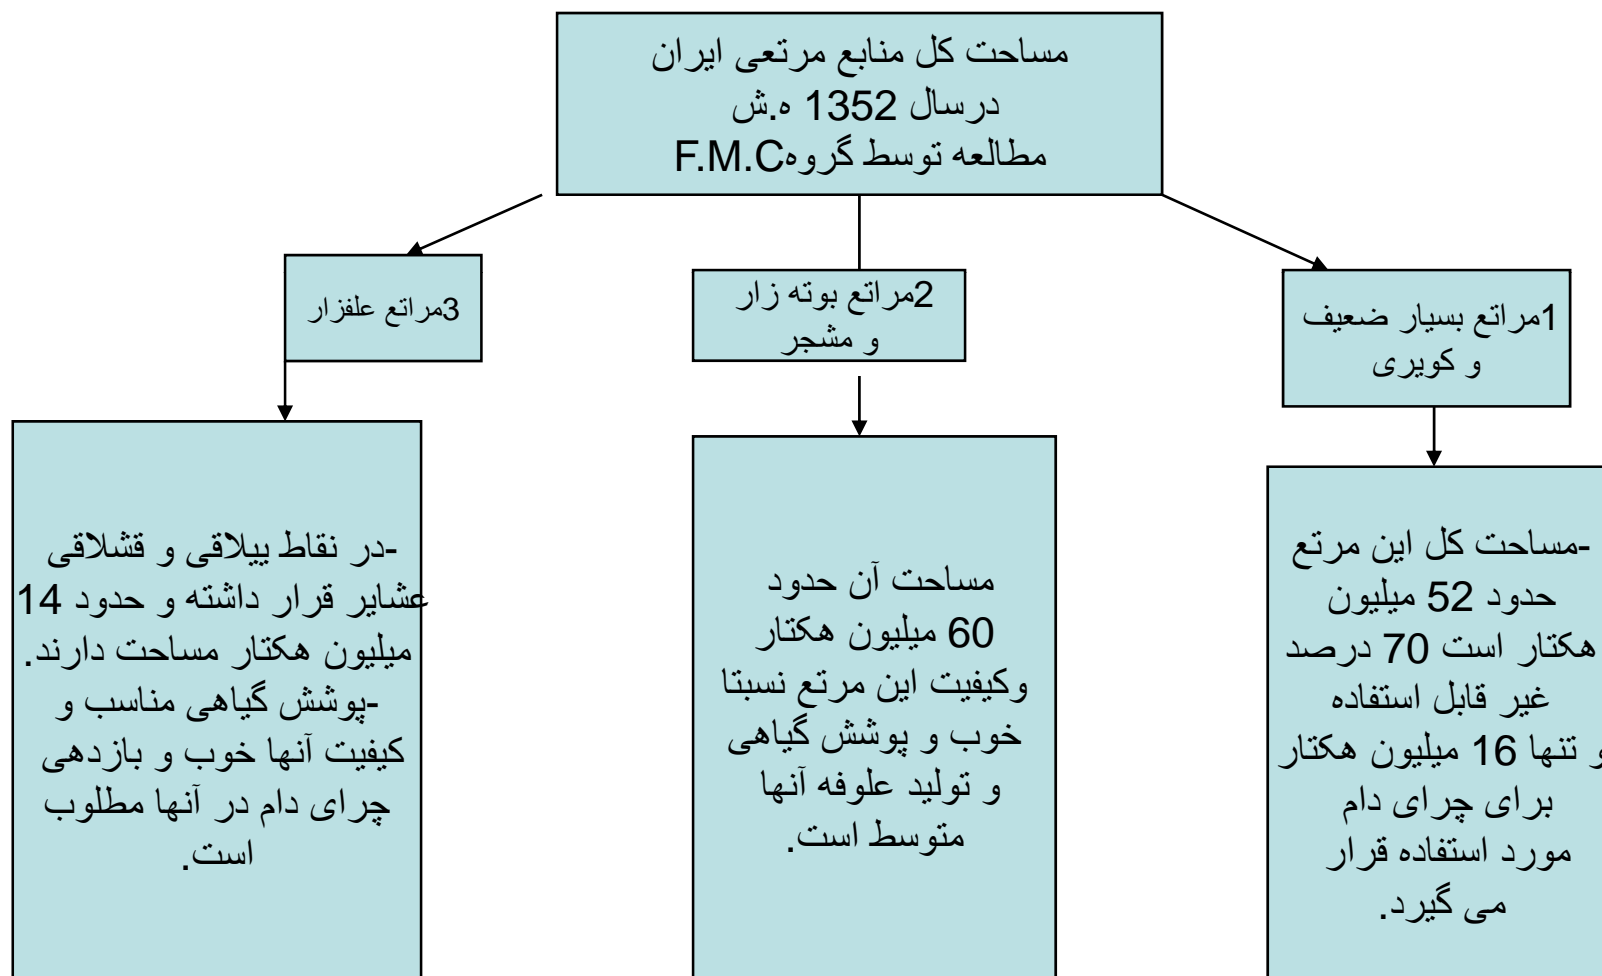 مساحت کل منابع مرتعی ایران
درسال 1352 ه.ش
مطالعه توسط گروهF.M.C
1مراتع بسیار ضعیف
و کویری
2مراتع بوته زار
و مشجر
3مراتع علفزار
-مساحت کل این مرتع
حدود 52 میلیون
هکتار است 70 درصد
غیر قابل استفاده
و تنها 16 میلیون هکتار
برای چرای دام
مورد استفاده قرار
می گیرد.
مساحت آن حدود
60 میلیون هکتار
وکیفیت این مرتع نسبتا
خوب و پوشش گیاهی
و تولید علوفه آنها
متوسط است.
-در نقاط ییلاقی و قشلاقی
عشایر قرار داشته و حدود 14
میلیون هکتار مساحت دارند.
-پوشش گیاهی مناسب و
کیفیت آنها خوب و بازدهی
چرای دام در آنها مطلوب
است.